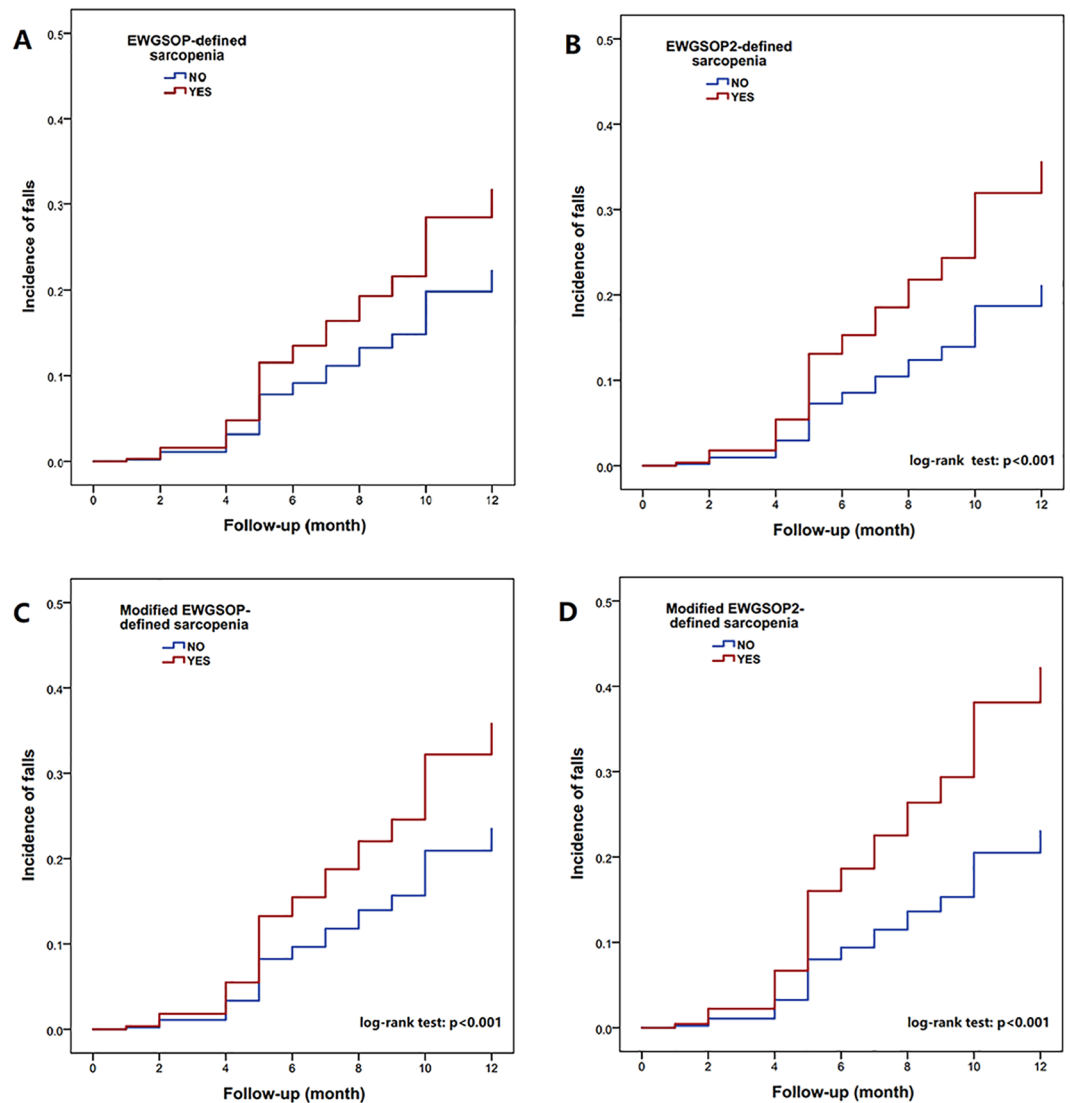 A
EWGSOP-defined
sarcopenia
NO
YES
0.5
0.4
0.3
0.2
0.1
0.0
Incidence of falls
0 2 4 6 8 10 12
Follow-up (month)
B
EWGSOP2-defined
sarcopenia
NO
YES
0.5
0.4
0.3
0.2
0.1
0.0
Incidence of falls
log-rank test: p<0.001
0 2 4 6 8 10 12
Follow-up (month)
C
Modified EWGSOP-
defined sarcopenia
NO
YES
0.5
0.4
0.3
0.2
0.1
0.0
Incidence of falls
log-rank test: p<0.001
0 2 4 6 8 10 12
Follow-up (month)
D
Modified EWGSOP2-
defined sarcopenia
NO
YES
0.5
0.4
0.3
0.2
0.1
0.0
Incidence of falls
log-rank test: p<0.001
0 2 4 6 8 10 12
Follow-up (month)